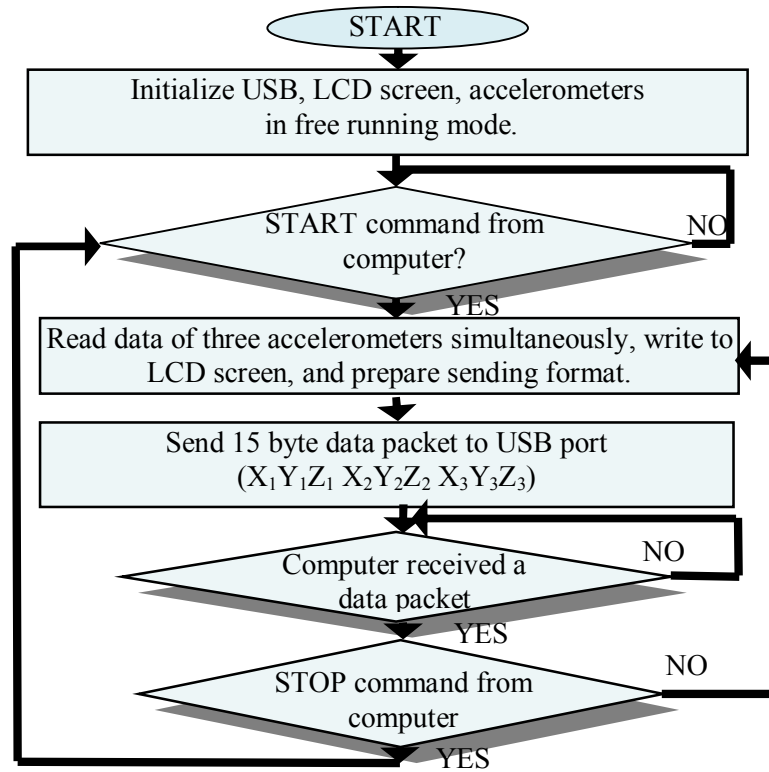 START
Initialize USB, LCD screen, accelerometers
in free running mode.
START command from
computer?
NO
YES
Read data of three accelerometers simultaneously, write to
LCD screen, and prepare sending format.
Send 15 byte data packet to USB port
(X₁Y₁Z₁ X₂Y₂Z₂ X₃Y₃Z₃)
Computer received a
data packet
NO
YES
STOP command from
computer
NO
YES